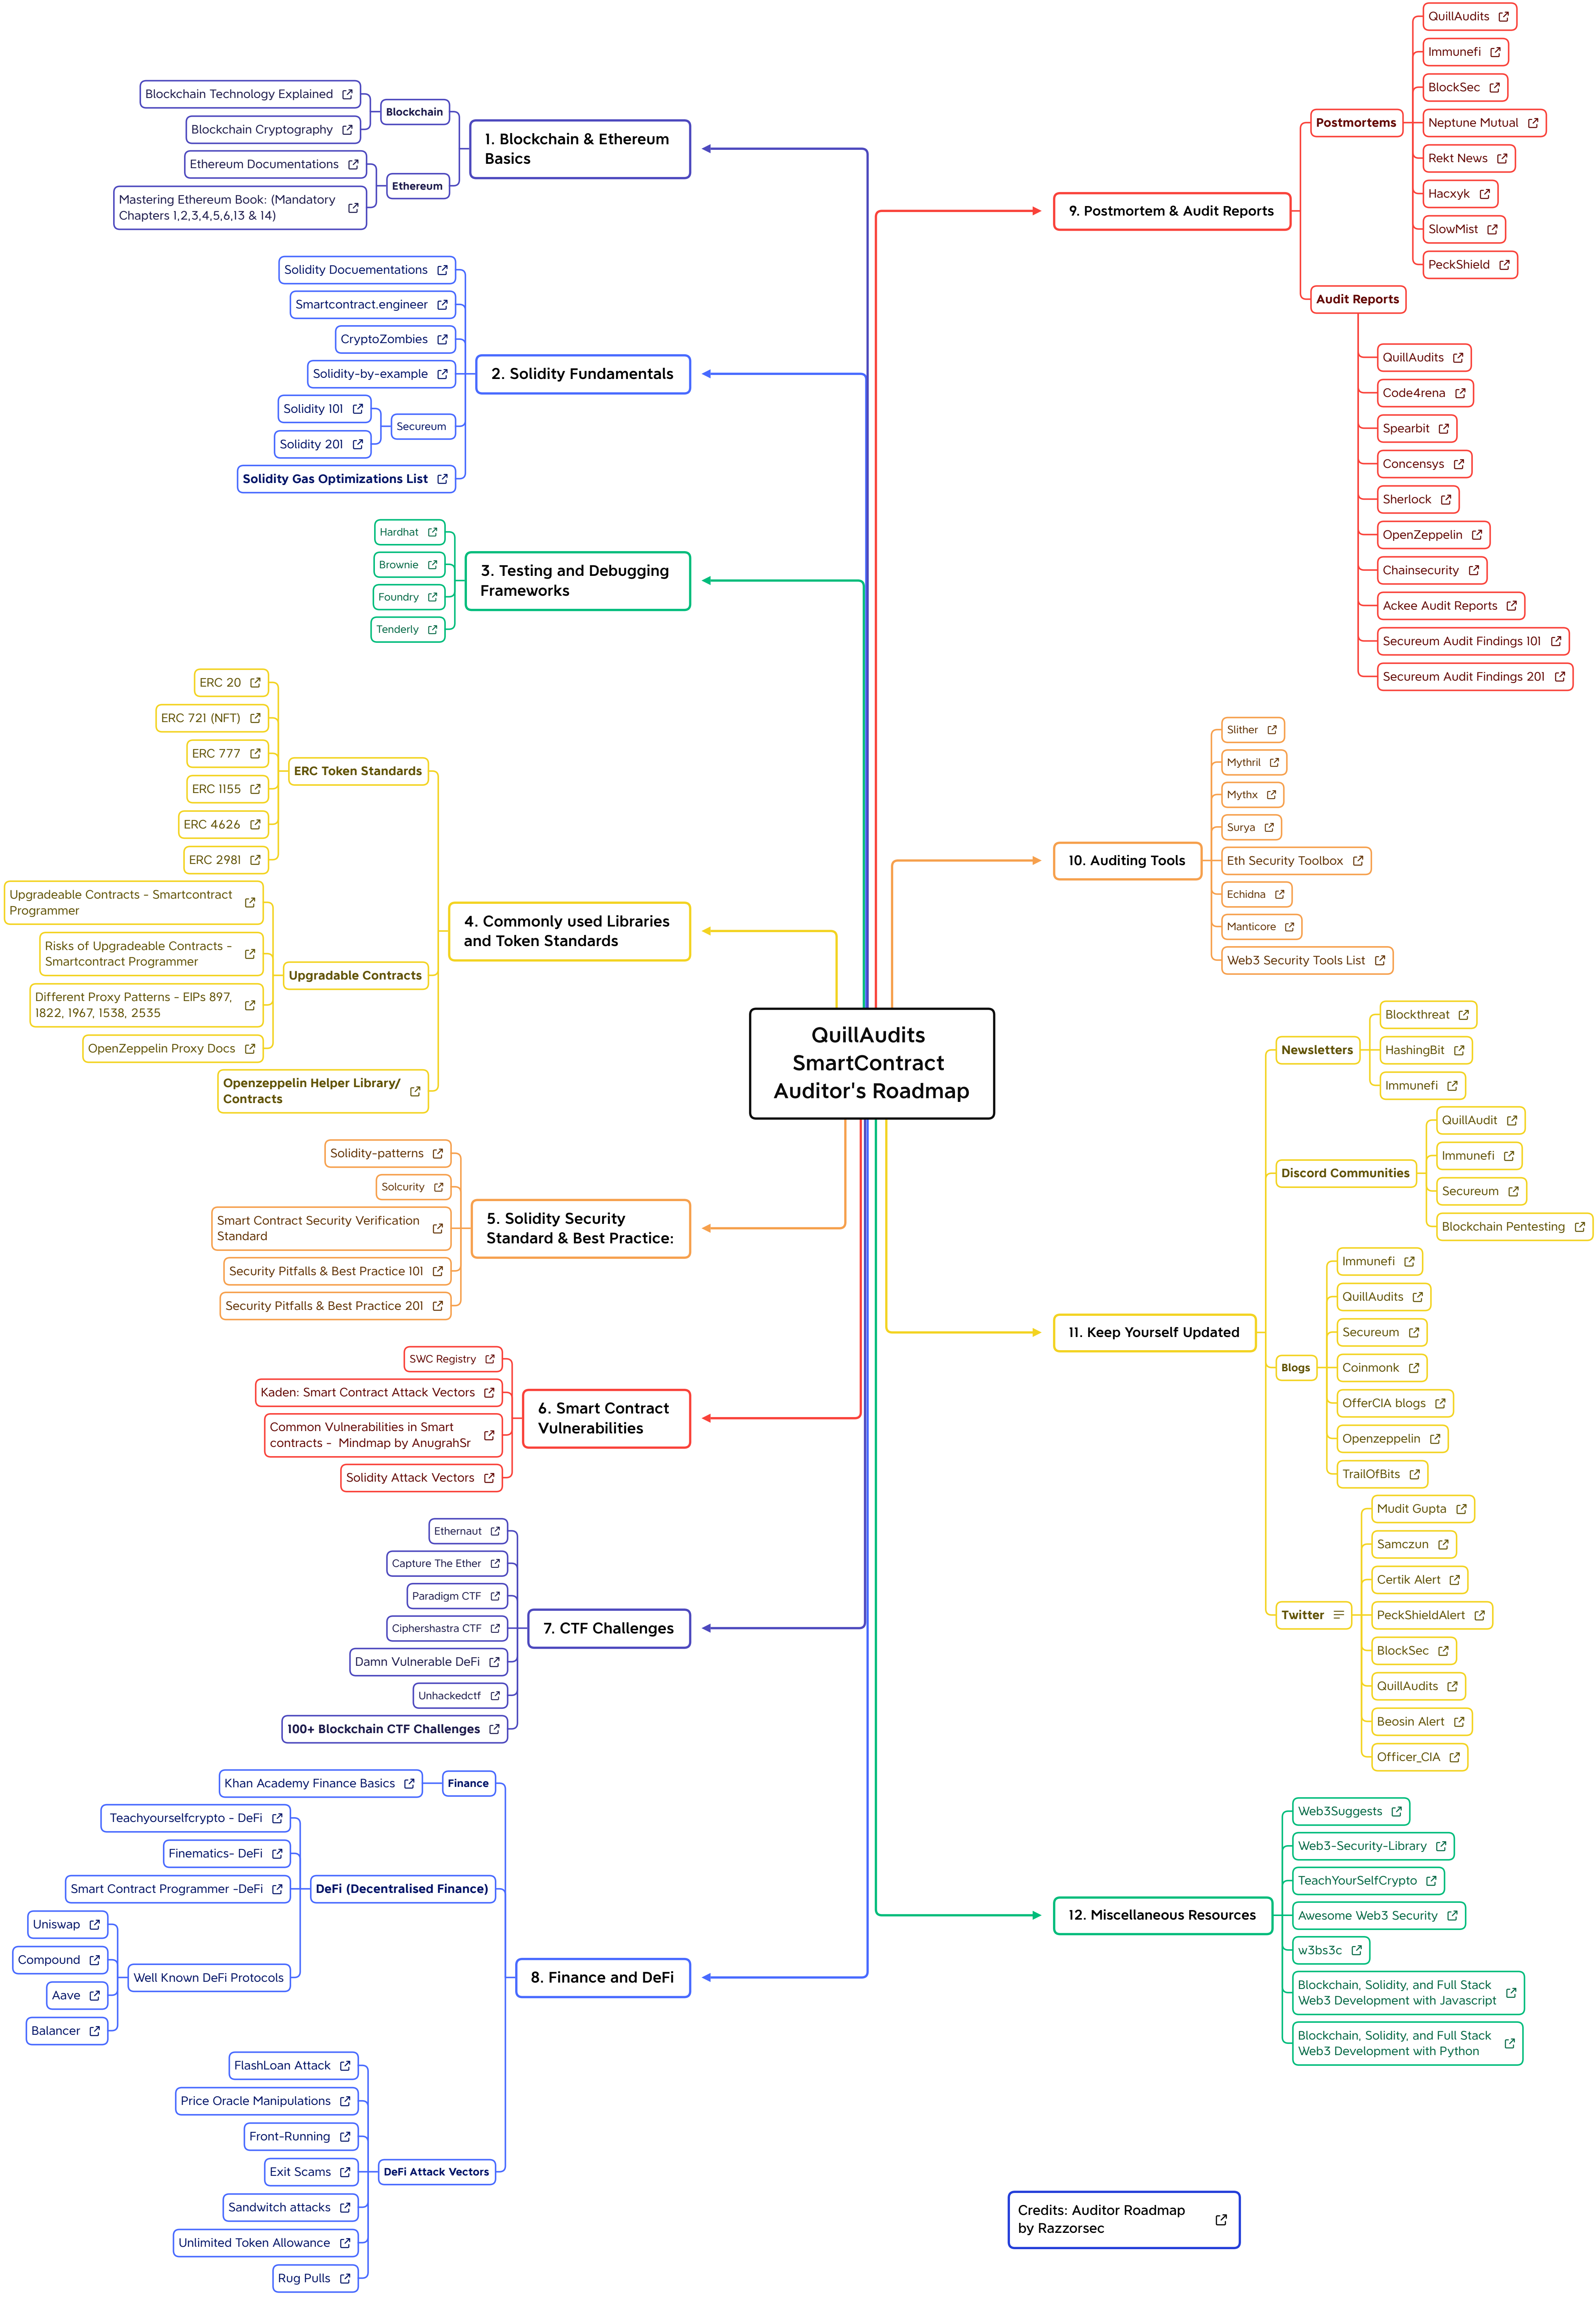 QuillAudits
SmartContract
Auditor's Roadmap
1. Blockchain & Ethereum
Basics
Blockchain
Blockchain Technology Explained
Blockchain Cryptography
Ethereum
Ethereum Documentations
Mastering Ethereum Book: (Mandatory
Chapters 1,2,3,4,5,6,13 & 14)
2. Solidity Fundamentals
Solidity Docuementations
Smartcontract.engineer
CryptoZombies
Solidity-by-example
Secureum
Solidity 101
Solidity 201
Solidity Gas Optimizations List
3. Testing and Debugging
Frameworks
Hardhat
Brownie
Foundry
Tenderly
4. Commonly used Libraries
and Token Standards
ERC Token Standards
ERC 20
ERC 721 (NFT)
ERC 777
ERC 1155
ERC 4626
ERC 2981
Upgradable Contracts
Upgradeable Contracts - Smartcontract
Programmer
Risks of Upgradeable Contracts -
Smartcontract Programmer
Different Proxy Patterns - EIPs 897,
1822, 1967, 1538, 2535
OpenZeppelin Proxy Docs
Openzeppelin Helper Library/
Contracts
5. Solidity Security
Standard & Best Practice:
Solidity-patterns
Solcurity
Smart Contract Security Verification
Standard
Security Pitfalls & Best Practice 101
Security Pitfalls & Best Practice 201
6. Smart Contract
Vulnerabilities
SWC Registry
Kaden: Smart Contract Attack Vectors
Common Vulnerabilities in Smart
contracts - Mindmap by AnugrahSr
Solidity Attack Vectors
7. CTF Challenges
Ethernaut
Capture The Ether
Paradigm CTF
Ciphershastra CTF
Damn Vulnerable DeFi
Unhackedctf
100+ Blockchain CTF Challenges
8. Finance and DeFi
Finance
Khan Academy Finance Basics
DeFi (Decentralised Finance)
Teachyourselfcrypto - DeFi
Finematics- DeFi
Smart Contract Programmer -DeFi
Well Known DeFi Protocols
Uniswap
Compound
Aave
Balancer
DeFi Attack Vectors
FlashLoan Attack
Price Oracle Manipulations
Front-Running
Exit Scams
Sandwitch attacks
Unlimited Token Allowance
Rug Pulls
9. Postmortem & Audit Reports
Postmortems
QuillAudits
Immunefi
BlockSec
Neptune Mutual
Rekt News
Hacxyk
SlowMist
PeckShield
Audit Reports
QuillAudits
Code4rena
Spearbit
Concensys
Sherlock
OpenZeppelin
Chainsecurity
Ackee Audit Reports
Secureum Audit Findings 101
Secureum Audit Findings 201
10. Auditing Tools
Slither
Mythril
Mythx
Surya
Eth Security Toolbox
Echidna
Manticore
Web3 Security Tools List
11. Keep Yourself Updated
Newsletters
Blockthreat
HashingBit
Immunefi
Discord Communities
QuillAudit
Immunefi
Secureum
Blockchain Pentesting
Blogs
Immunefi
QuillAudits
Secureum
Coinmonk
OfferCIA blogs
Openzeppelin
TrailOfBits
Twitter
Mudit Gupta
Samczun
Certik Alert
PeckShieldAlert
BlockSec
QuillAudits
Beosin Alert
Officer_CIA
12. Miscellaneous Resources
Web3Suggests
Web3-Security-Library
TeachYourSelfCrypto
Awesome Web3 Security
w3bs3c
Blockchain, Solidity, and Full Stack
Web3 Development with Javascript
Blockchain, Solidity, and Full Stack
Web3 Development with Python
Credits: Auditor Roadmap
by Razzorsec